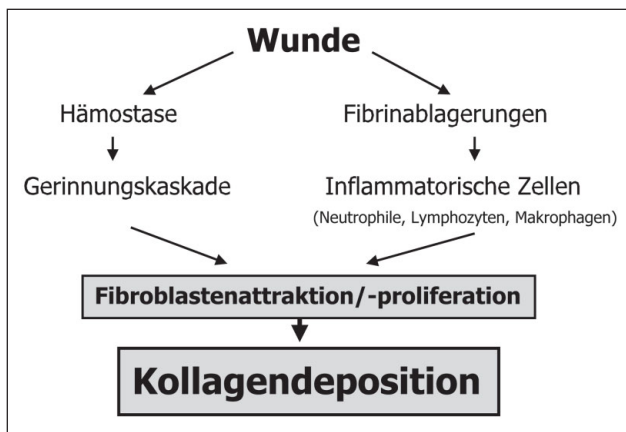 Wunde
Hämostase
Fibrinablagerungen
Gerinnungskaskade
Inflammatorische Zellen
(Neutrophile, Lymphozyten, Makrophagen)
Fibroblastenattraktion/-proliferation
Kollagendeposition